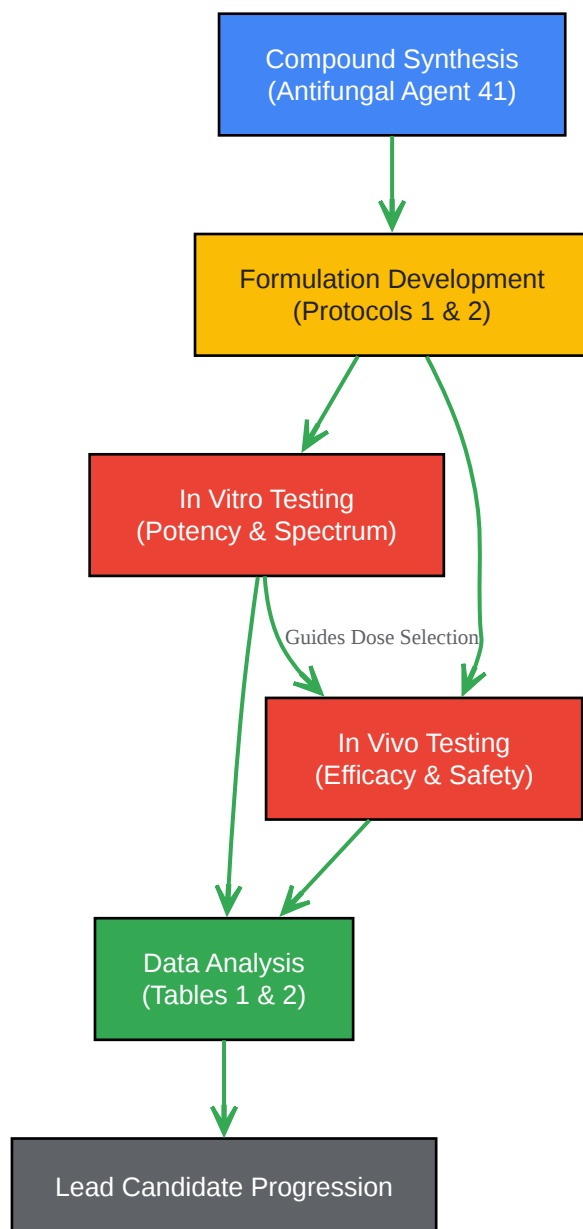 Compound Synthesis
(Antifungal Agent 41)
Formulation Development
(Protocols 1 & 2)
In Vitro Testing
(Potency & Spectrum)
Guides Dose Selection
In Vivo Testing
(Efficacy & Safety)
Data Analysis
(Tables 1 & 2)
Lead Candidate Progression